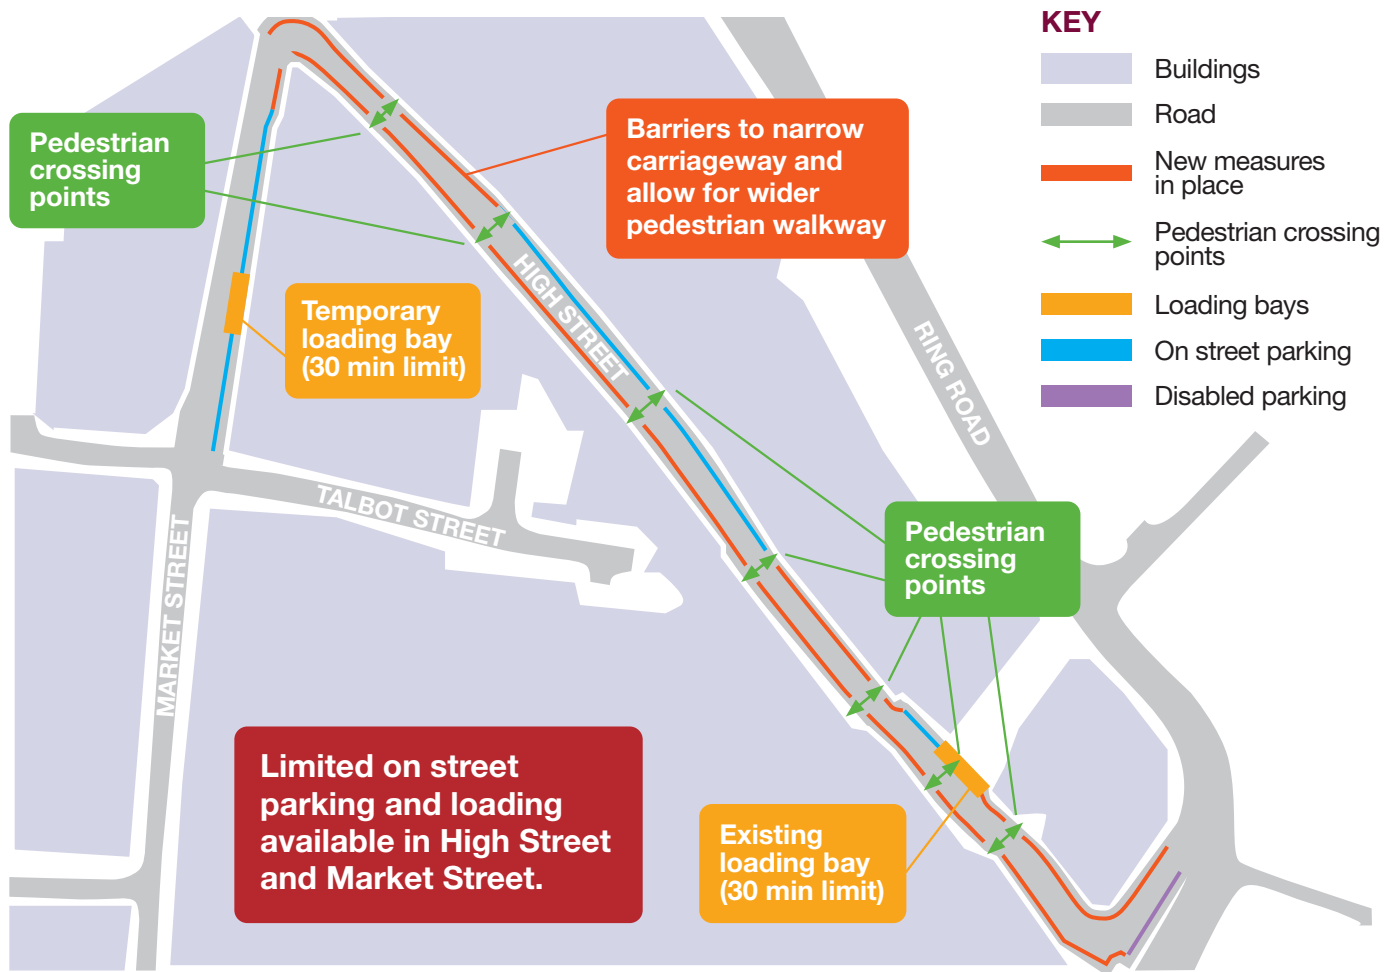 KEY
Buildings
Road
New measures
in place
Pedestrian crossing
points
Loading bays
On street parking
Disabled parking
Pedestrian
crossing
points
Barriers to narrow
carriageway and
allow for wider
pedestrian walkway
Temporary
loading bay
(30 min limit)
HIGH STREET
RING ROAD
TALBOT STREET
MARKET STREET
Pedestrian
crossing
points
Limited on street
parking and loading
available in High Street
and Market Street.
Existing
loading bay
(30 min limit)